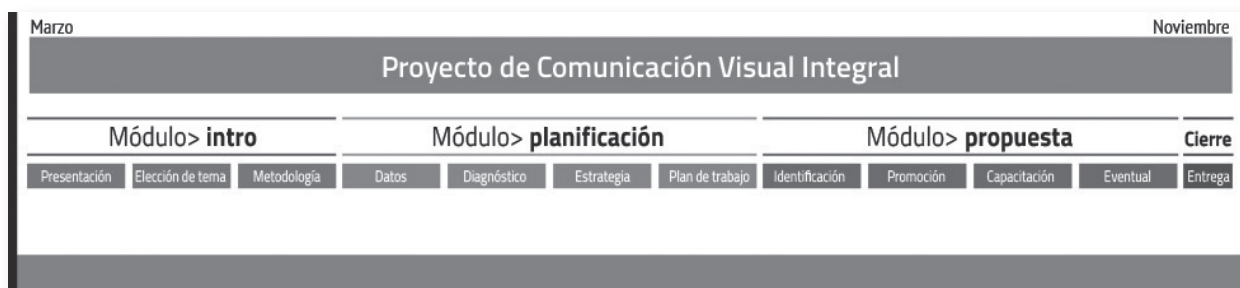 Marzo Noviembre
Proyecto de Comunicación Visual Integral
Módulo> intro Módulo> planificación Módulo> propuesta Cierre
Presentación Elección de tema Metodología Datos Diagnóstico Estrategia Plan de trabajo Identificación Promoción Capacitación Eventual Entrega